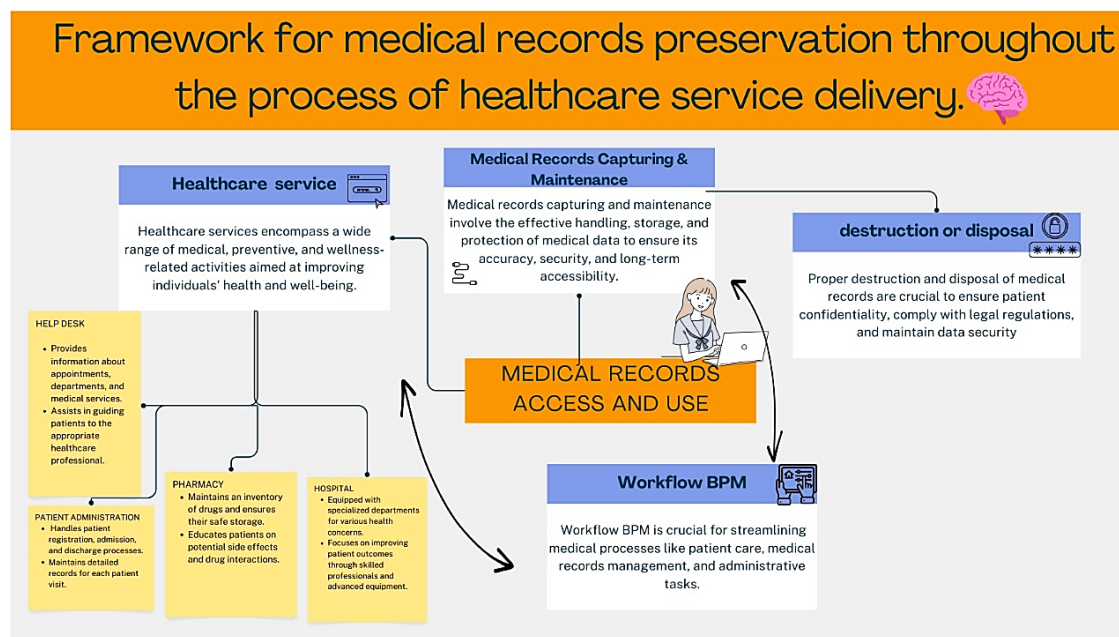 Framework for medical records preservation throughout
the process of healthcare service delivery.
Healthcare service
Healthcare services encompass a wide
range of medical, preventive, and wellness-
related activities aimed at improving
individuals' health and well-being.
Medical Records Capturing &
Maintenance
Medical records capturing and maintenance
involve the effective handling, storage, and
protection of medical data to ensure its
accuracy, security, and long-term
accessibility.
destruction or disposal
****
Proper destruction and disposal of medical
records are crucial to ensure patient
confidentiality, comply with legal regulations,
and maintain data security
MEDICAL RECORDS
ACCESS AND USE
HELP DESK
• Provides
information about
appointments,
departments, and
medical services.
• Assists in guiding
patients to the
appropriate
healthcare
professional.
PATIENT ADMINISTRATION
• Handles patient
registration, admission,
and discharge processes.
• Maintains detailed
records for each patient
visit.
PHARMACY
• Maintains an inventory
of drugs and ensures
their safe storage.
• Educates patients on
potential side effects
and drug interactions.
HOSPITAL
• Equipped with
specialized departments
for various health
concerns.
• Focuses on improving
patient outcomes
through skilled
professionals and
advanced equipment.
Workflow BPM
Workflow BPM is crucial for streamlining
medical processes like patient care, medical
records management, and administrative
tasks.